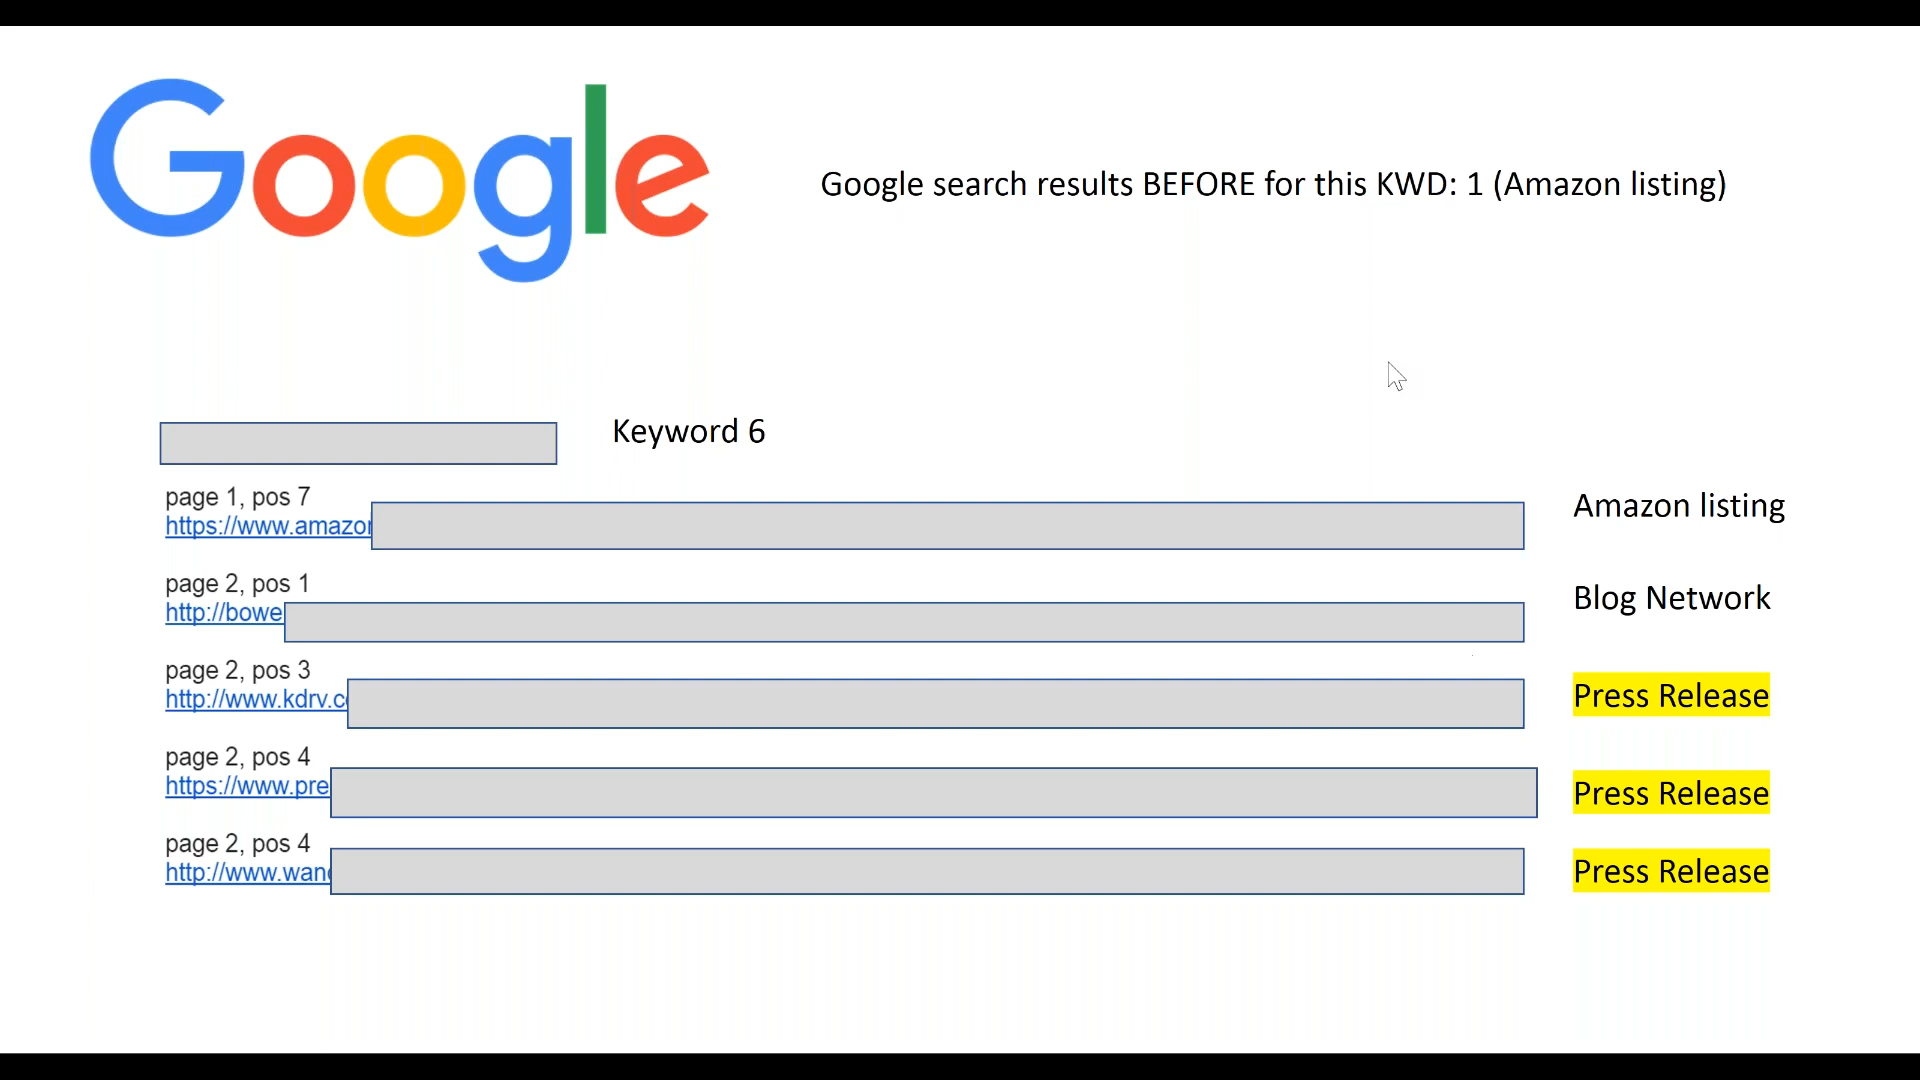 Google
Google search results BEFORE for this KWD: 1 (Amazon listing)
Keyword 6
page 1, pos 7
https://www.amazo
Amazon listing
page 2, pos 1
http://bowe
Blog Network
page 2, pos 3
http://www.kdrv.c
Press Release
page 2, pos 4
https://www.pre
Press Release
page 2, pos 4
http://www.wan
Press Release